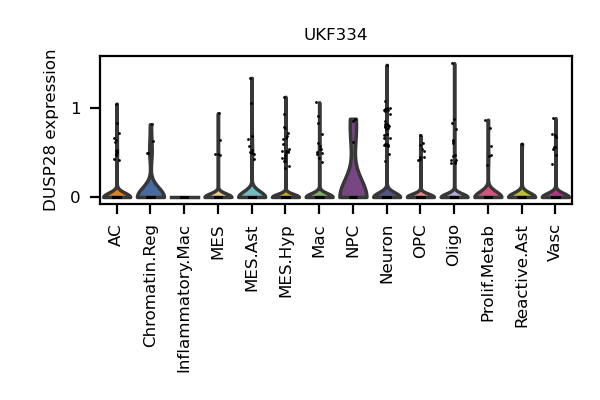 UKF334
DUSP28 expression
1
0
AC
Chromatin.Reg
Inflammatory.Mac
MES
MES.Ast
MES.Hyp
Mac
NPC
Neuron
OPC
Oligo
Prolif.Metab
Reactive.Ast
Vasc